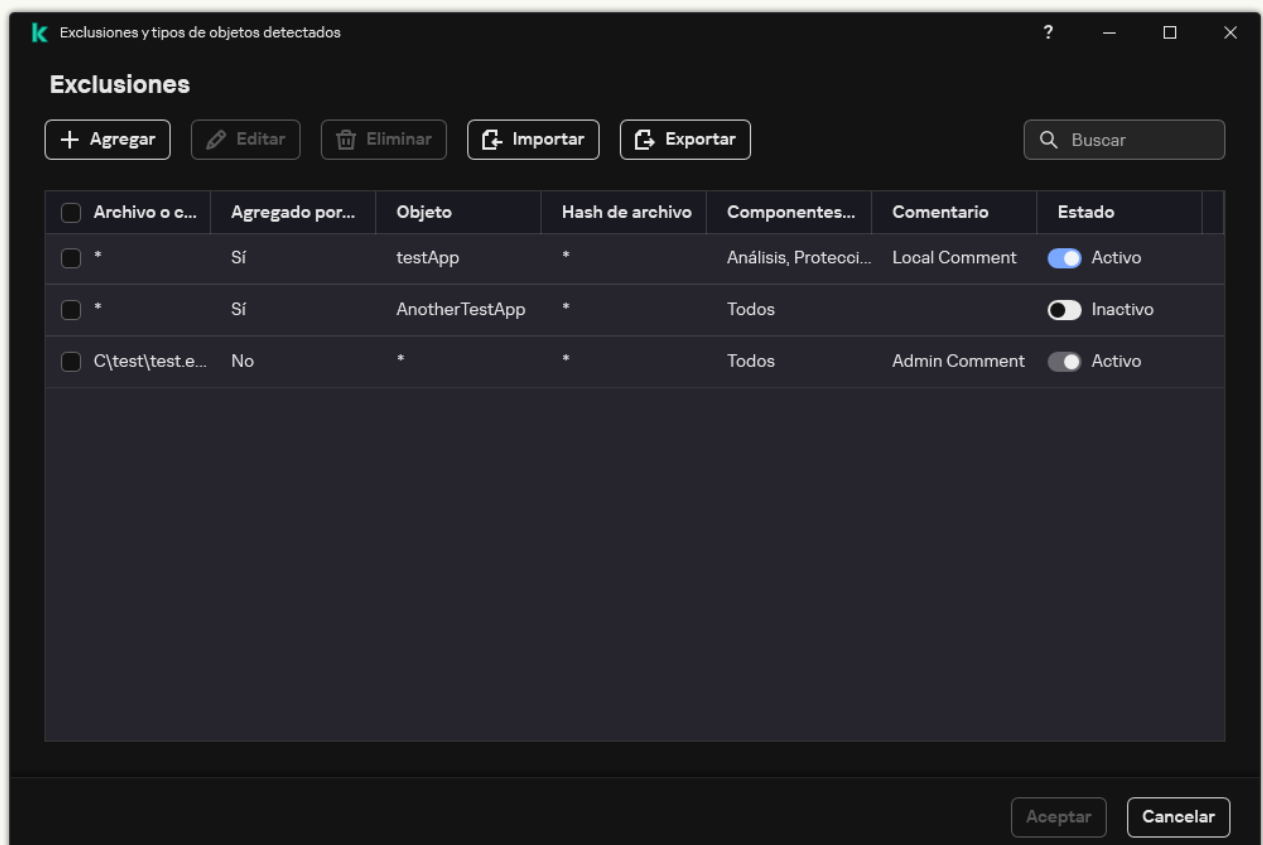 Exclusiones y tipos de objetos detectados ?
Exclusiones
Agregar Editar Eliminar Importar Exportar Buscar
Archivo o c... Agregado por... Objeto Hash de archivo Componentes... Comentario Estado
* Sí testApp * Análisis, Protecci... Local Comment Activo
* Sí AnotherTestApp * Todos Inactivo
C\test\test.e... No * * Todos Admin Comment Activo
Aceptar Cancelar